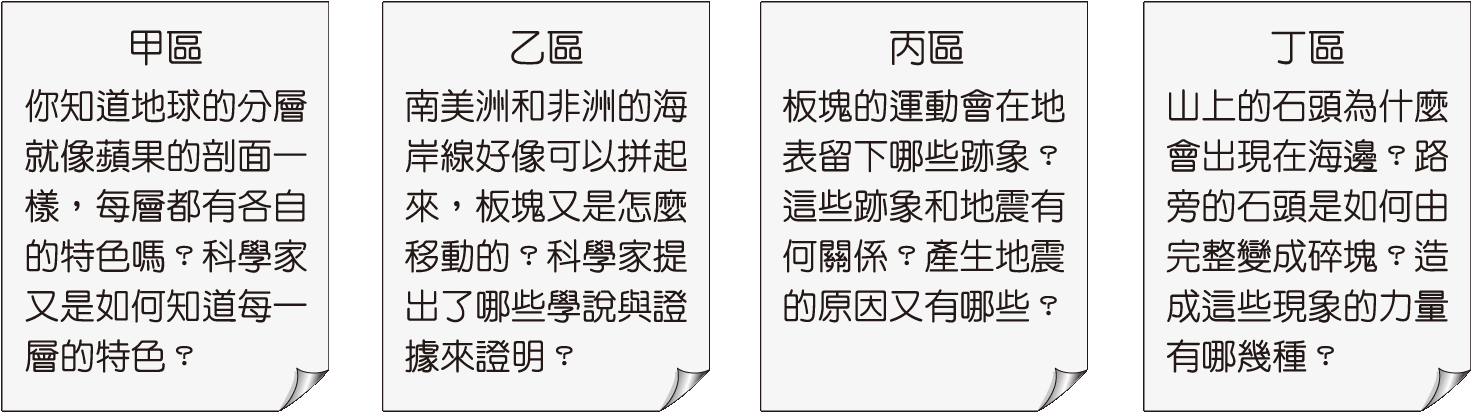 甲區
你知道地球的分層
就像蘋果的剖面一
樣，每層都有各自
的特色嗎？科學家
又是如何知道每一
層的特色？
乙區
南美洲和非洲的海
岸線好像可以拼起
來，板塊又是怎麼
移動的？科學家提
出了哪些學說與證
據來證明？
丙區
板塊的運動會在地
表留下哪些跡象？
這些跡象和地震有
何關係？產生地震
的原因又有哪些？
丁區
山上的石頭為什麼
會出現在海邊？路
旁的石頭是如何由
完整變成碎塊？造
成這些現象的力量
有哪幾種？